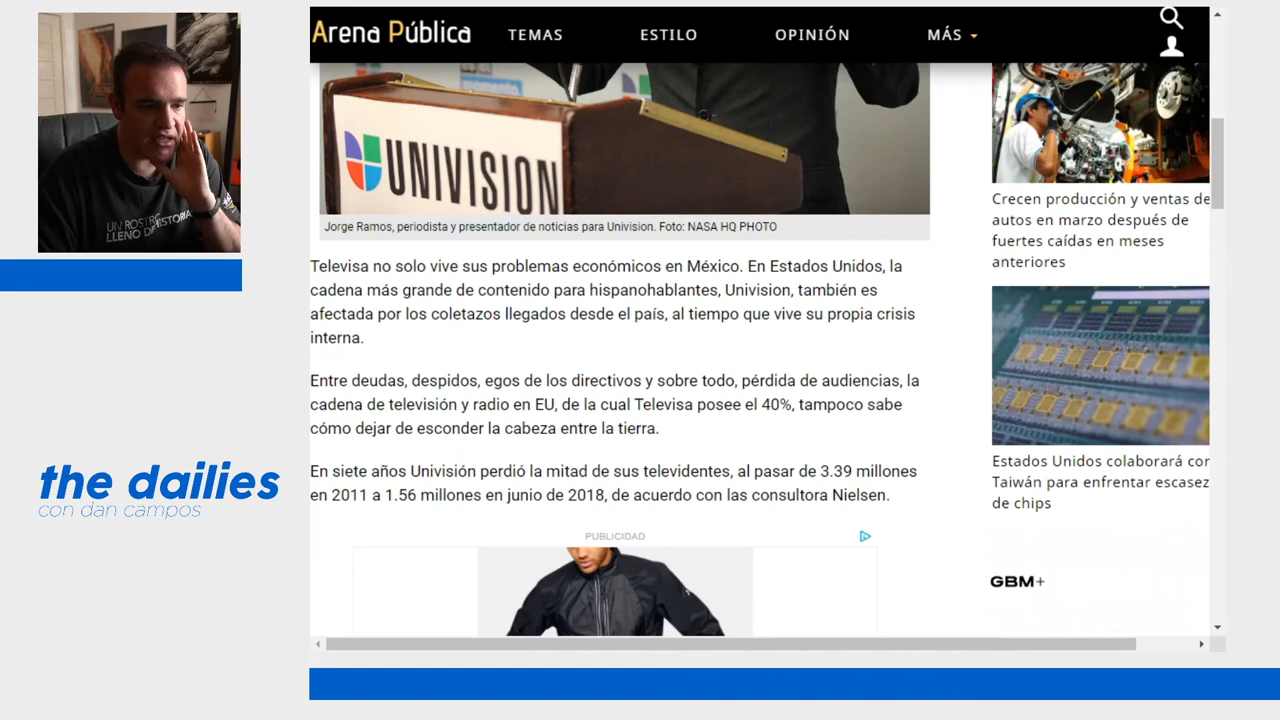 Arena Pública
TEMAS
ESTILO
OPINIÓN
MÁS
UNIVISION
Jorge Ramos, periodista y presentador de noticias para Univision. Foto: NASA HQ PHOTO
Televisa no solo vive sus problemas económicos en México. En Estados Unidos, la
cadena más grande de contenido para hispanohablantes, Univision, también es
afectada por los coletazos llegados desde el país, al tiempo que vive su propia crisis
interna.
Entre deudas, despidos, egos de los directivos y sobre todo, pérdida de audiencias, la
cadena de televisión y radio en EU, de la cual Televisa posee el 40%, tampoco sabe
cómo dejar de esconder la cabeza entre la tierra.
En siete años Univisión perdió la mitad de sus televidentes, al pasar de 3.39 millones
en 2011 a 1.56 millones en junio de 2018, de acuerdo con las consultora Nielsen.
PUBLICIDAD
Crecen producción y ventas de
autos en marzo después de
fuertes caídas en meses
anteriores
Estados Unidos colaborará con
Taiwán para enfrentar escasez
de chips
GBM+
UN ROSTRO
LLENO DE HISTORIA
the dailies
con dan campos